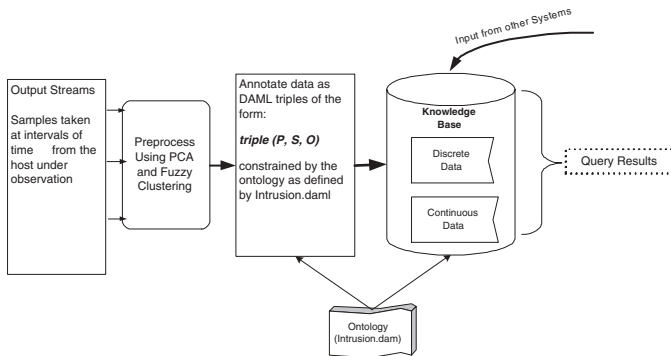 Input from other Systems
Output Streams
Samples taken
at intervals of
time from the
host under
observation
Preprocess
Using PCA
and Fuzzy
Clustering
Annotate data as
DAML triples of the
form:
triple (P, S, O)
constrained by the
ontology as defined
by Intrusion.daml
Knowledge
Base
Discrete
Data
Continuous
Data
Query Results
Ontology
(Intrusion.dam)